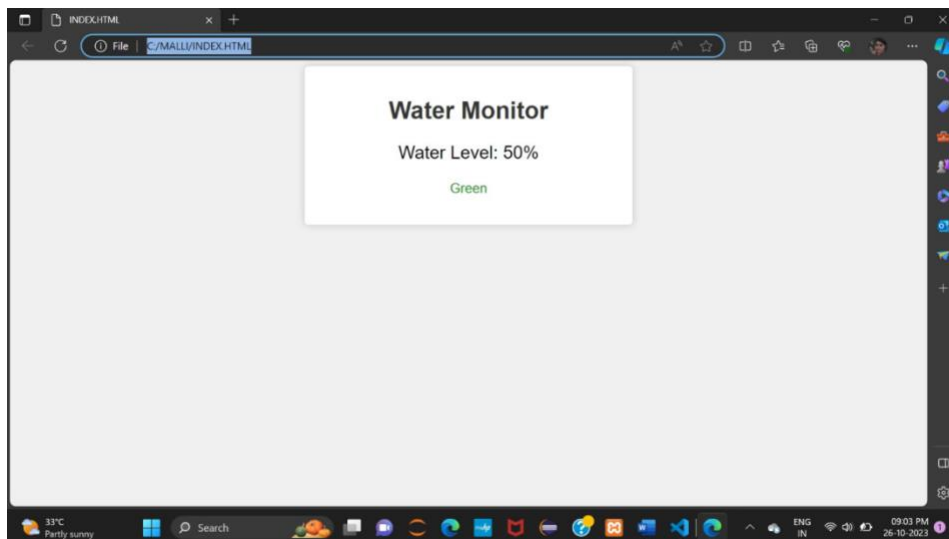 INDEX.HTML
File
C:/MALLI/INDEX.HTML
Water Monitor
Water Level: 50%
Green
33°C
Partly sunny
Search
ENG
IN
09:03 PM
26-10-2023
1